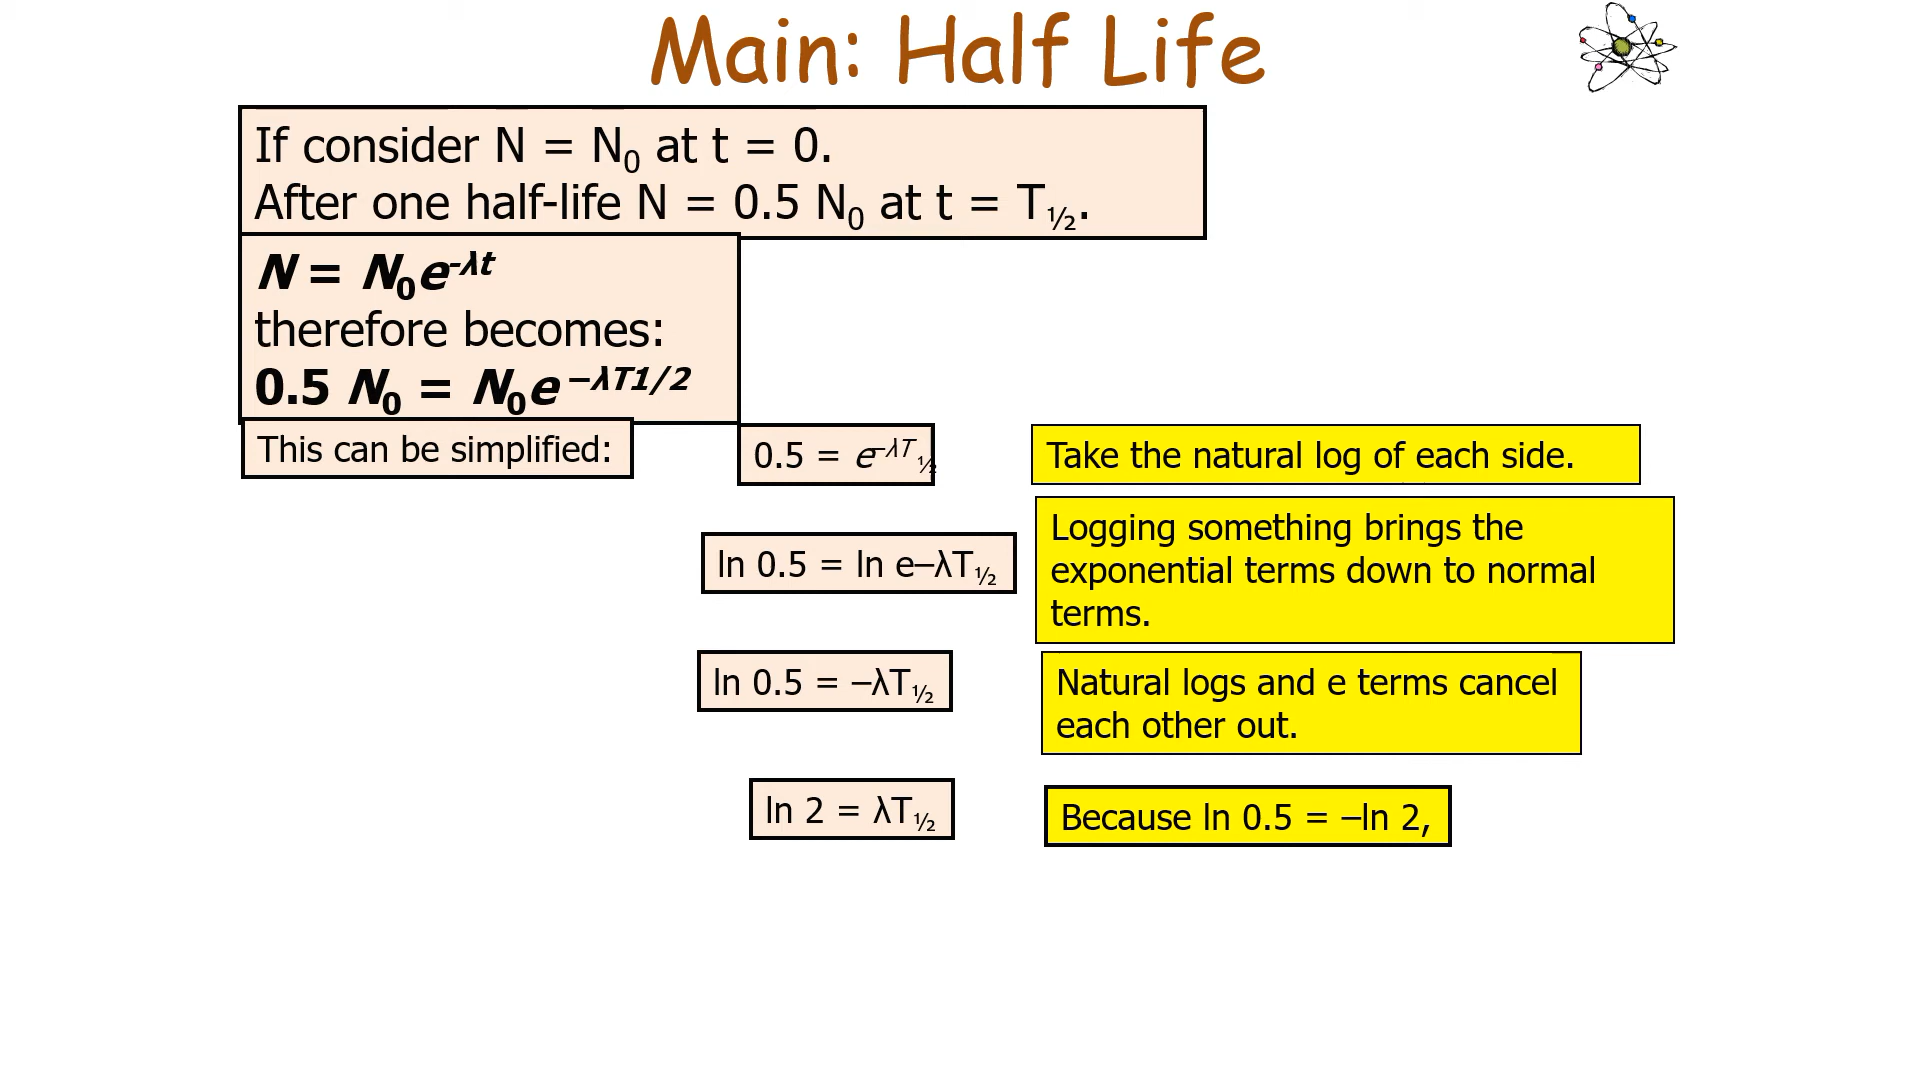 Main: Half Life
If consider N = N₀ at t = 0.
After one half-life N = 0.5 N₀ at t = T½.
N = N₀e^-λt
therefore becomes:
0.5 N₀ = N₀e^–λT1/2
This can be simplified:
0.5 = e^–λT½
Take the natural log of each side.
ln 0.5 = ln e–λT½
Logging something brings the
exponential terms down to normal
terms.
ln 0.5 = –λT½
Natural logs and e terms cancel
each other out.
ln 2 = λT½
Because ln 0.5 = –ln 2,